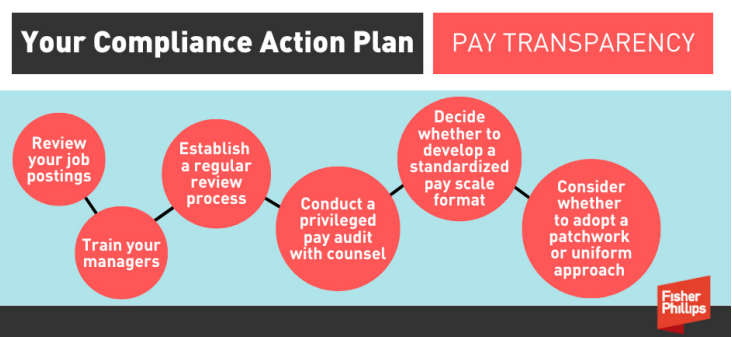 Your Compliance Action Plan
PAY TRANSPARENCY
Review
your job
postings
Train your
managers
Establish
a regular
review
process
Conduct a
privileged
pay audit
with counsel
Decide
whether to
develop a
standardized
pay scale
format
Consider
whether
to adopt a
patchwork
or uniform
approach
Fisher
Phillips